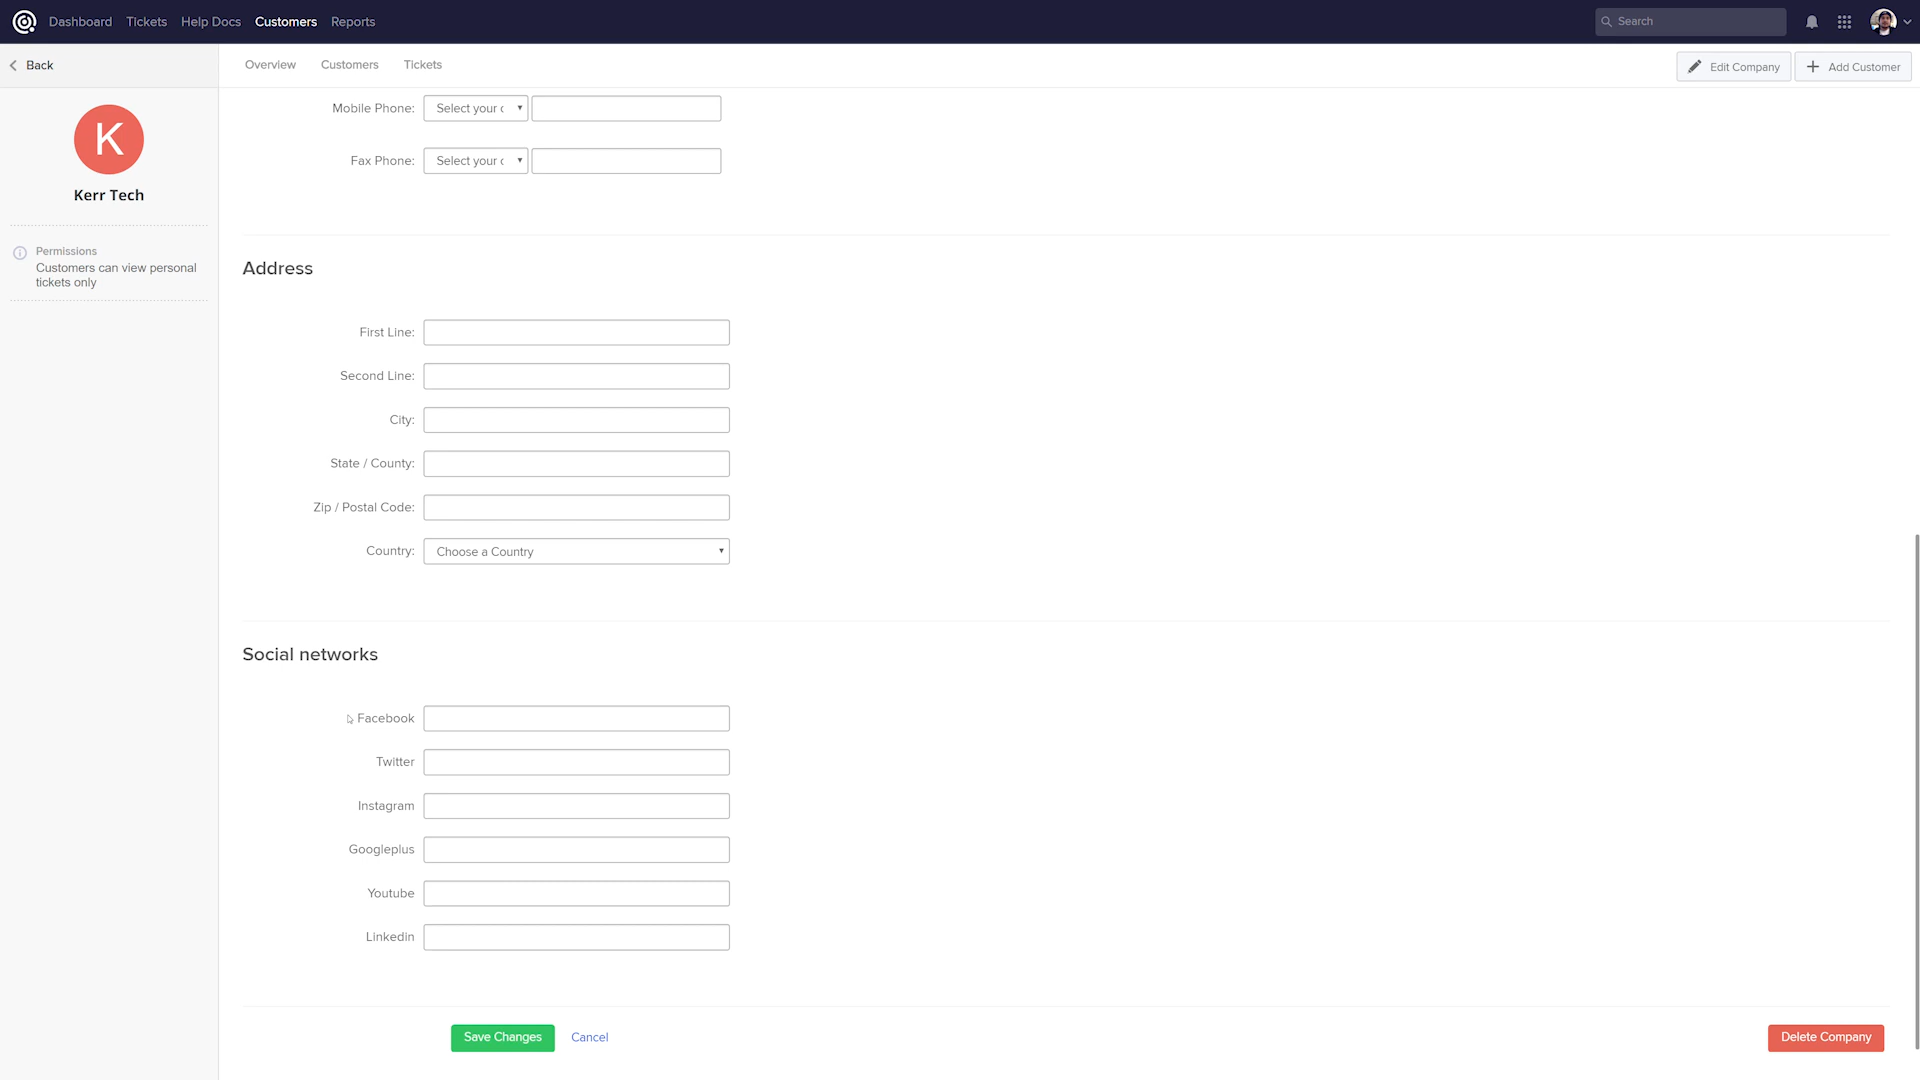 Dashboard Tickets Help Docs Customers Reports Search
Back
Overview Customers Tickets
Edit Company Add Customer
K
Kerr Tech
Permissions
Customers can view personal
tickets only
Mobile Phone: Select your c
Fax Phone: Select your c
Address
First Line:
Second Line:
City:
State / County:
Zip / Postal Code:
Country: Choose a Country
Social networks
Facebook
Twitter
Instagram
Googleplus
Youtube
Linkedin
Save Changes Cancel Delete Company